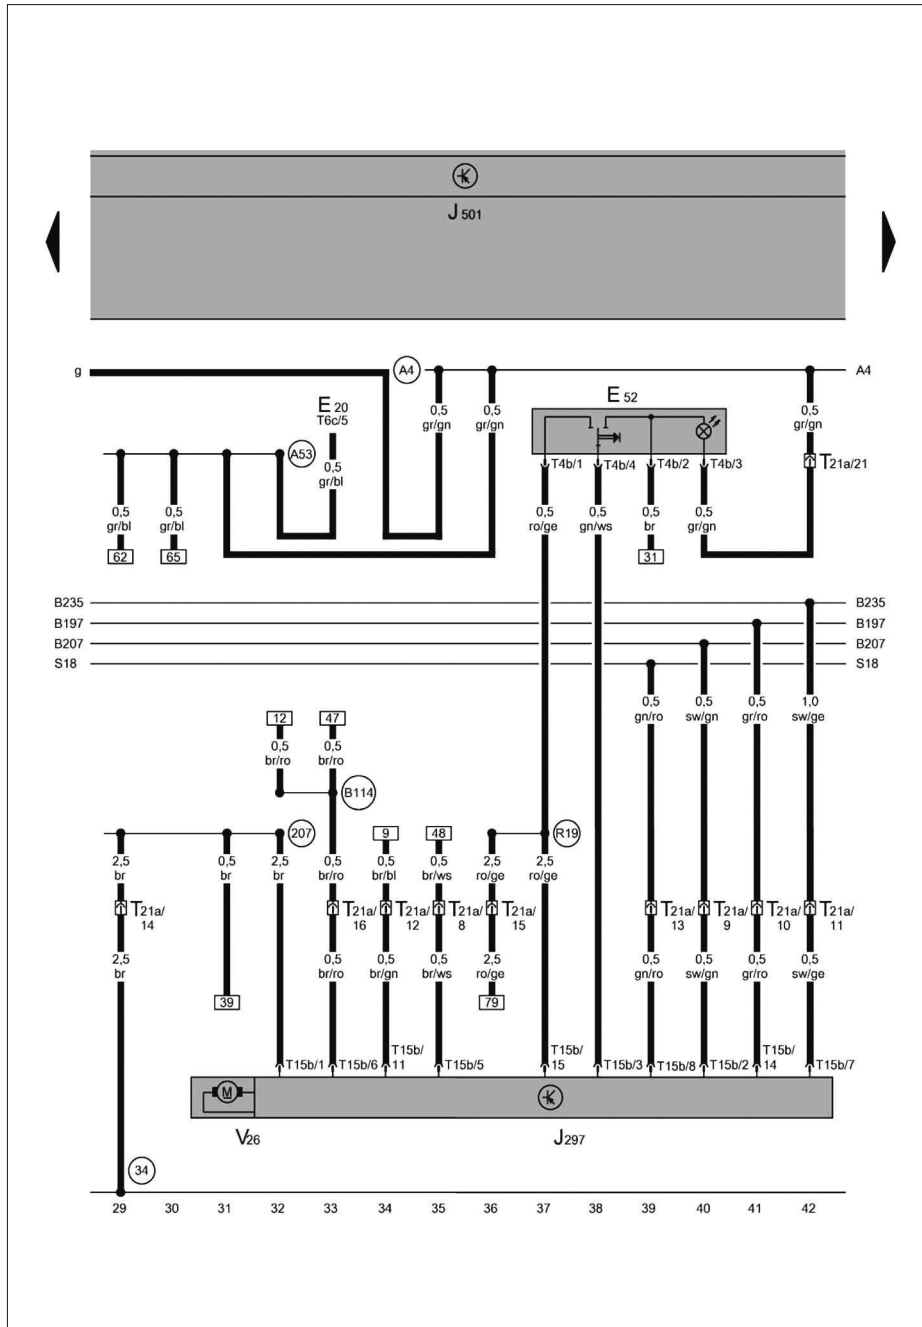 J 501
g
A4
A4
E 20
T6c/5
E 52
0,5
gr/gn
0,5
gr/gn
0,5
gr/gn
A53
0,5
gr/bl
T4b/1
T4b/4
T4b/2
T4b/3
T21a/21
0,5
gr/bl
0,5
gr/bl
0,5
ro/ge
0,5
gn/ws
0,5
br
0,5
gr/gn
62
65
31
B235
B235
B197
B197
B207
B207
S18
S18
0,5
gn/ro
0,5
sw/gn
0,5
gr/ro
1,0
sw/ge
12
47
0,5
br/ro
0,5
br/ro
B114
207
9
48
R19
2,5
br
0,5
br
2,5
br
0,5
br/ro
0,5
br/bl
0,5
br/ws
2,5
ro/ge
2,5
ro/ge
T21a/
14
T21a/
16
T21a/
12
T21a/
8
T21a/
15
T21a/
13
T21a/
9
T21a/
10
T21a/
11
2,5
br
0,5
br/ro
0,5
br/gn
0,5
br/ws
2,5
ro/ge
0,5
gn/ro
0,5
sw/gn
0,5
gr/ro
0,5
sw/ge
39
79
T15b/1
T15b/6
T15b/
11
T15b/5
T15b/
15
T15b/3
T15b/8
T15b/2
T15b/
14
T15b/7
M
V26
J297
34
29 30 31 32 33 34 35 36 37 38 39 40 41 42